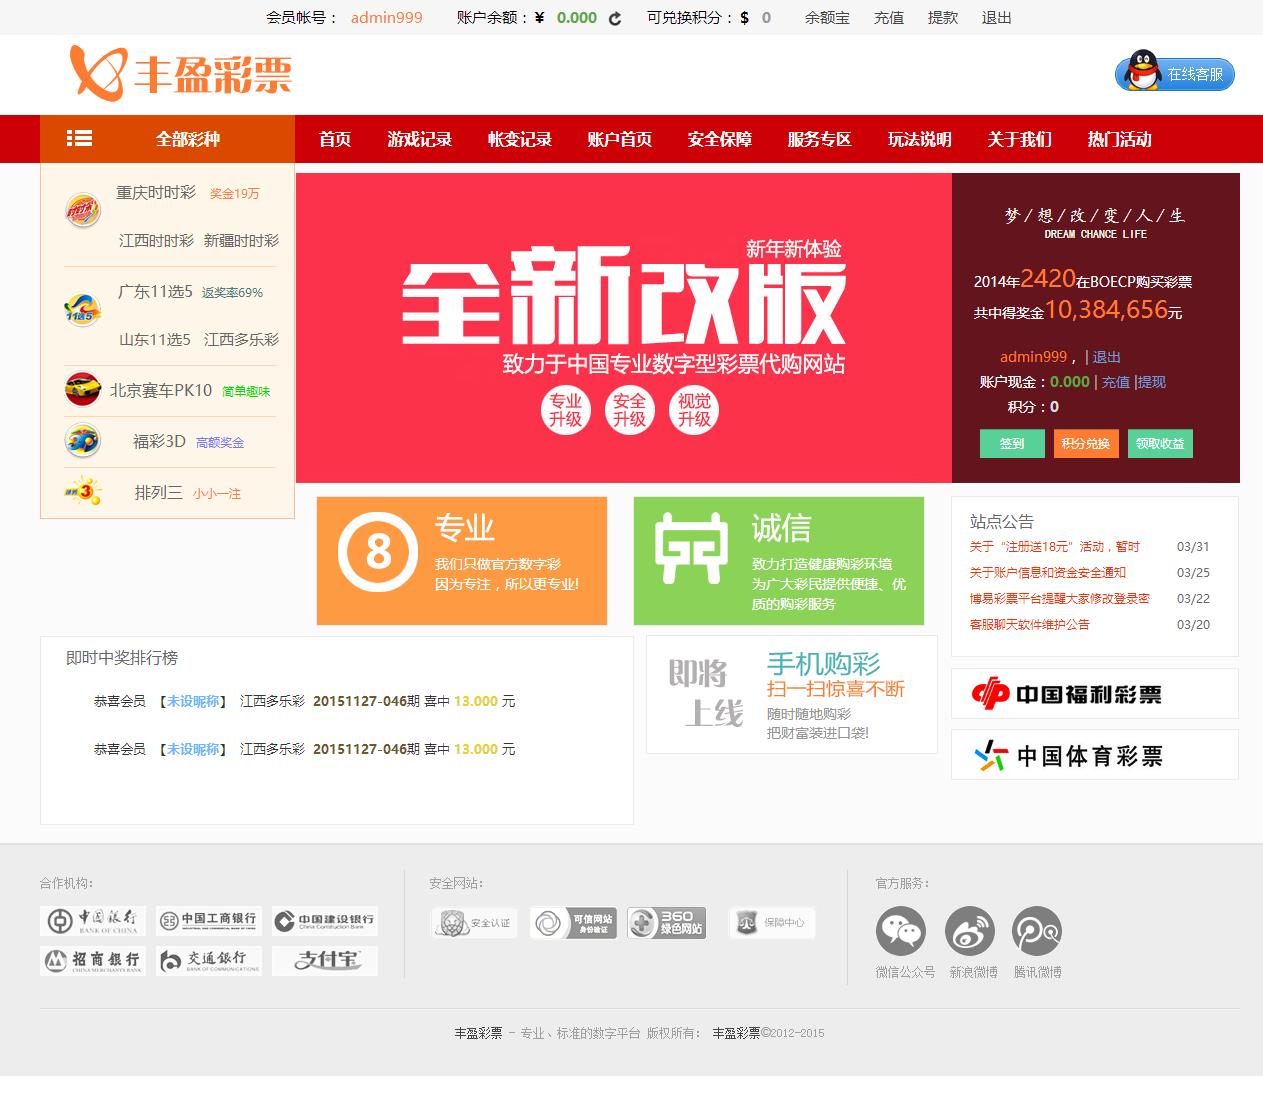 会员帐号： admin999 账户余额：¥ 0.000 可兑换积分：$ 0 余额宝 充值 提款 退出
丰盈彩票
在线客服
全部彩种 首页 游戏记录 帐变记录 账户首页 安全保障 服务专区 玩法说明 关于我们 热门活动
重庆时时彩 奖金19万
江西时时彩 新疆时时彩
广东11选5 返奖率69%
11选5
山东11选5 江西多乐彩
北京赛车PK10 简单趣味
福彩3D 高额奖金
排列3
排列三 小小一注
新年新体验
全新改版
致力于中国专业数字型彩票代购网站
专业升级 安全升级 视觉升级
梦/想/改/变/人/生
DREAM CHANCE LIFE
2014年2420在BOECP购买彩票
共中得奖金10,384,656元
admin999， | 退出
账户现金：0.000 | 充值 |提现
积分：0
签到 积分兑换 领取收益
8
专业
我们只做官方数字彩
因为专注，所以更专业!
诚信
致力打造健康购彩环境
为广大彩民提供便捷、优
质的购彩服务
站点公告
关于“注册送18元”活动，暂时 03/31
关于账户信息和资金安全通知 03/25
博易彩票平台提醒大家修改登录密 03/22
客服聊天软件维护公告 03/20
即时中奖排行榜
恭喜会员 【未设昵称】 江西多乐彩 20151127-046期 喜中 13.000 元
恭喜会员 【未设昵称】 江西多乐彩 20151127-046期 喜中 13.000 元
即将
上线
手机购彩
扫一扫惊喜不断
随时随地购彩
把财富装进口袋!
中国福利彩票
中国体育彩票
合作机构：
中国银行
BANK OF CHINA
中国工商银行
INDUSTRIAL AND COMMERCIAL BANK OF CHINA
中国建设银行
China Construction Bank
招商银行
CHINA MERCHANTS BANK
交通银行
BANK OF COMMUNICATIONS
支付宝
安全网站：
安全认证
可信网站
身份验证
360
绿色网站
保障中心
官方服务：
微信公众号 新浪微博 腾讯微博
丰盈彩票 - 专业、标准的数字平台 版权所有： 丰盈彩票©2012-2015